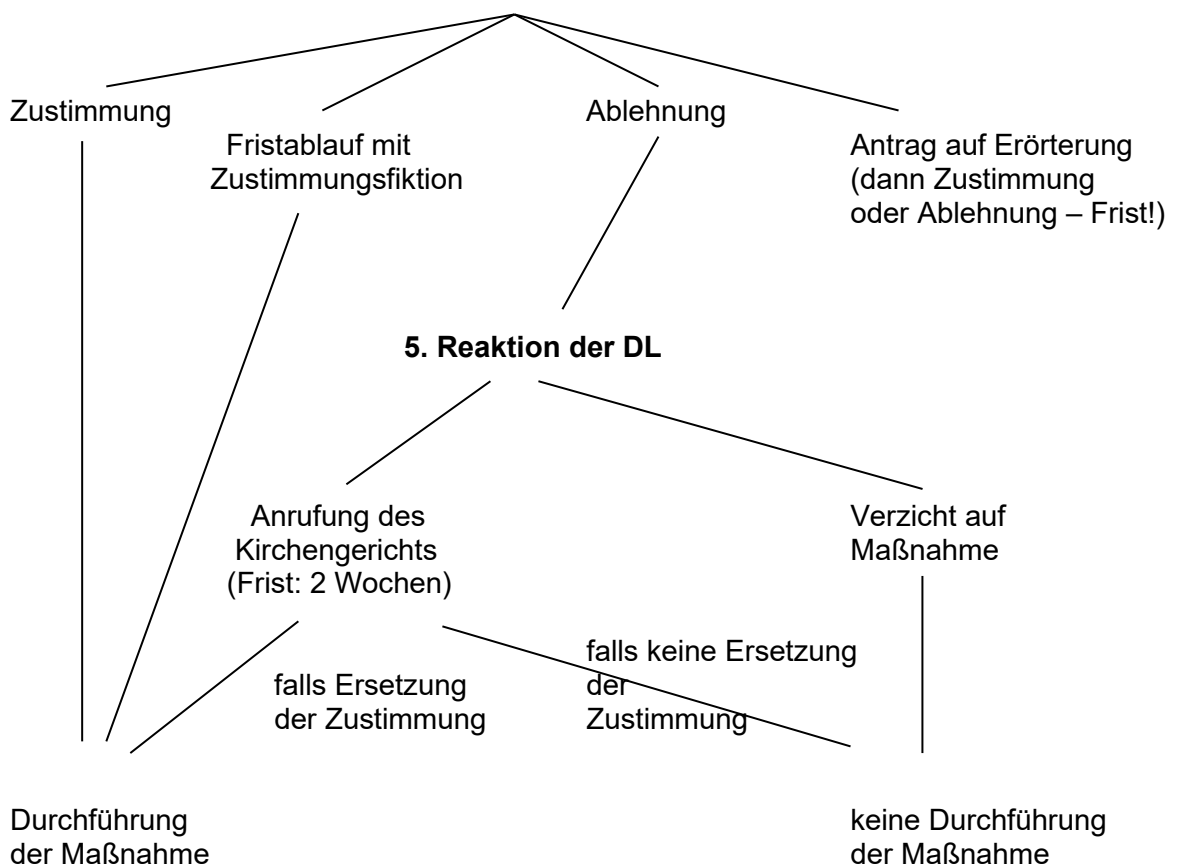 Zustimmung
Fristablauf mit
Zustimmungsfiktion
Ablehnung
Antrag auf Erörterung
(dann Zustimmung
oder Ablehnung – Frist!)
5. Reaktion der DL
Anrufung des
Kirchengerichts
(Frist: 2 Wochen)
Verzicht auf
Maßnahme
falls Ersetzung
der Zustimmung
falls keine Ersetzung
der
Zustimmung
Durchführung
der Maßnahme
keine Durchführung
der Maßnahme